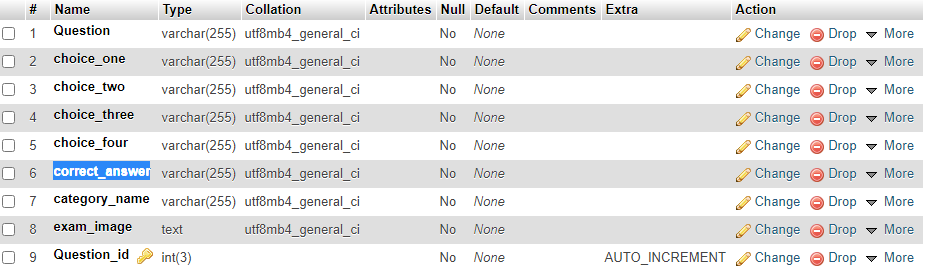 # Name Type Collation Attributes Null Default Comments Extra Action
1 Question varchar(255) utf8mb4_general_ci No None Change Drop More
2 choice_one varchar(255) utf8mb4_general_ci No None Change Drop More
3 choice_two varchar(255) utf8mb4_general_ci No None Change Drop More
4 choice_three varchar(255) utf8mb4_general_ci No None Change Drop More
5 choice_four varchar(255) utf8mb4_general_ci No None Change Drop More
6 correct_answer varchar(255) utf8mb4_general_ci No None Change Drop More
7 category_name varchar(255) utf8mb4_general_ci No None Change Drop More
8 exam_image text utf8mb4_general_ci No None Change Drop More
9 Question_id int(3) No None AUTO_INCREMENT Change Drop More